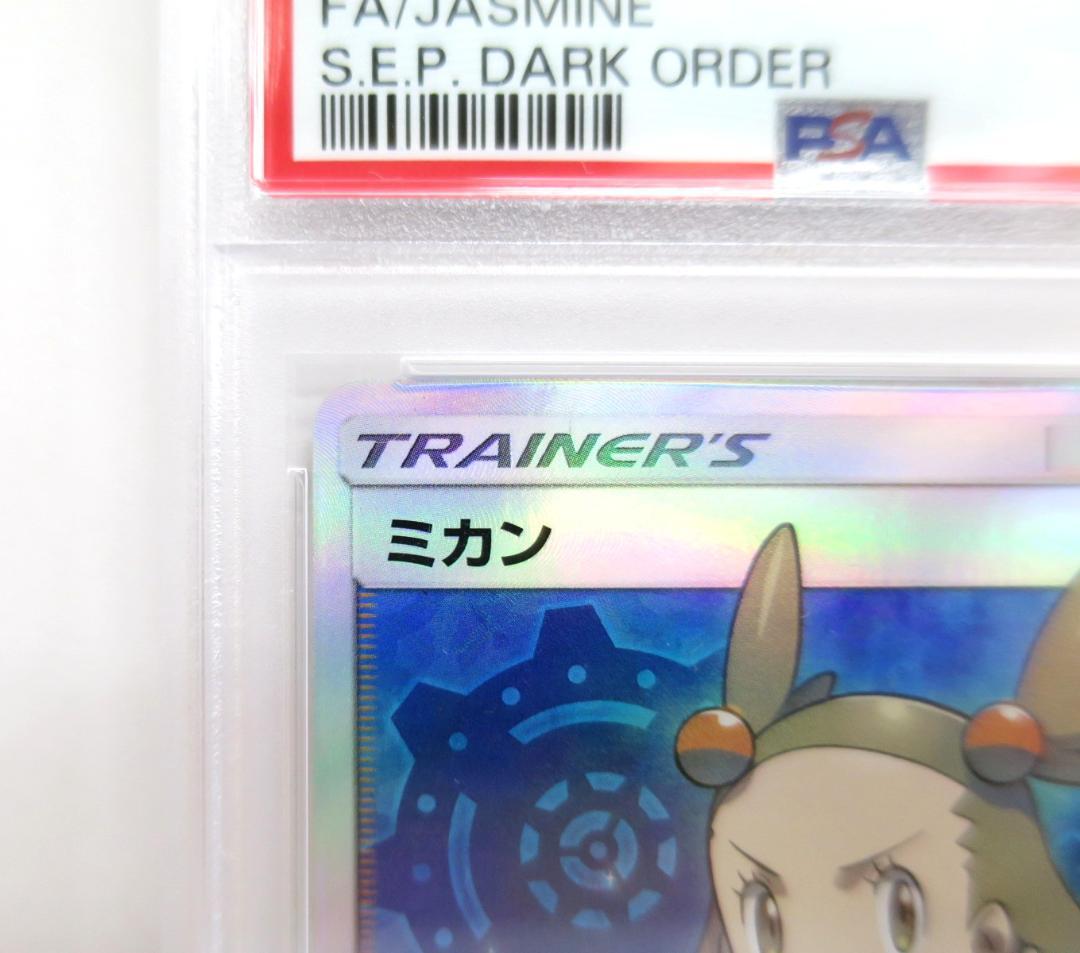 FA/JASMINE
S.E.P. DARK ORDER
PSA
TRAINER'S
ミカン